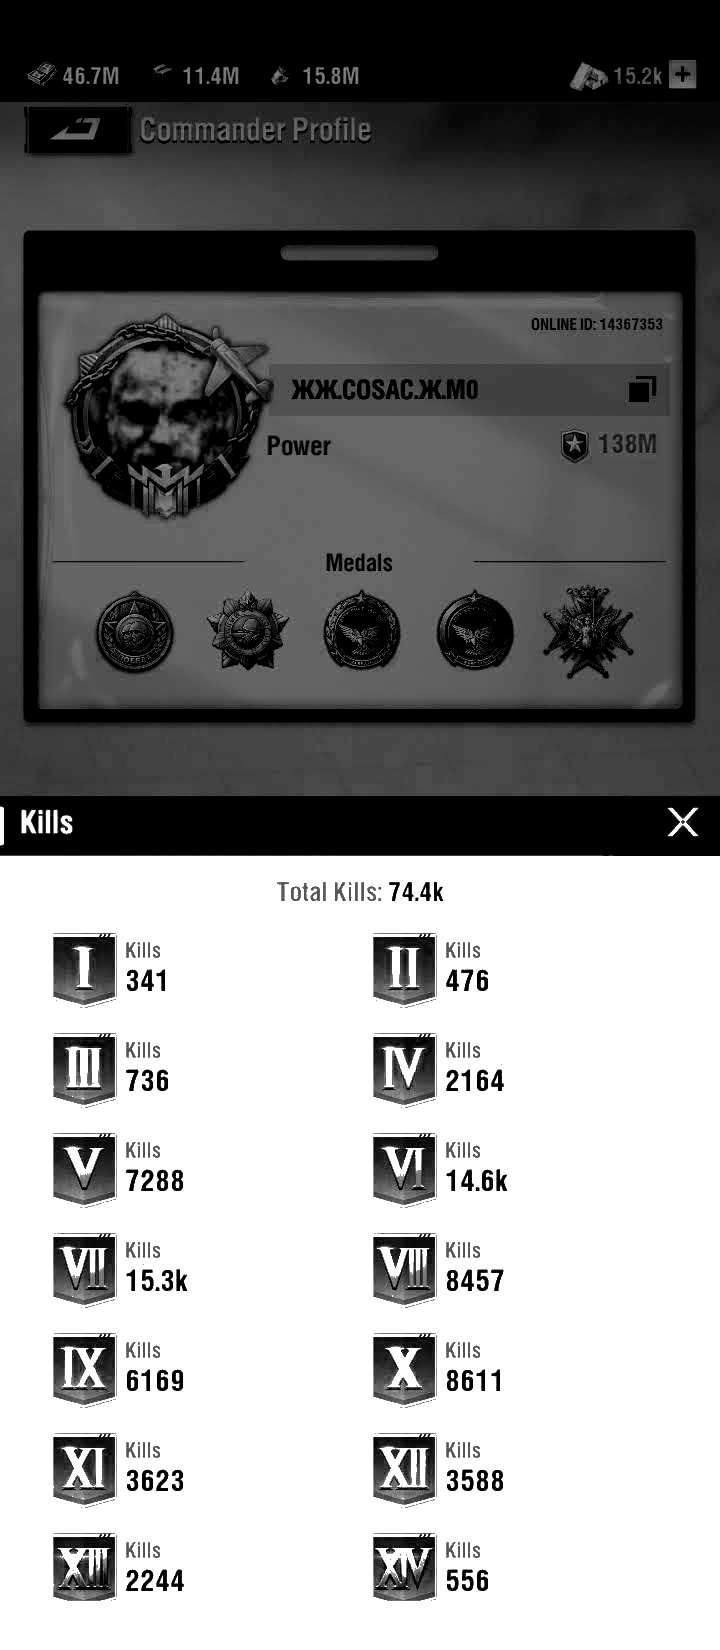 46.7M 11.4M 15.8M 15.2k +
Commander Profile
ONLINE ID: 14367353
ЖЖ.COSAC.Ж.M0
Power 138M
Medals
Kills
Total Kills: 74.4k
I Kills 341
II Kills 476
III Kills 736
IV Kills 2164
V Kills 7288
VI Kills 14.6k
VII Kills 15.3k
VIII Kills 8457
IX Kills 6169
X Kills 8611
XI Kills 3623
XII Kills 3588
XIII Kills 2244
XIV Kills 556